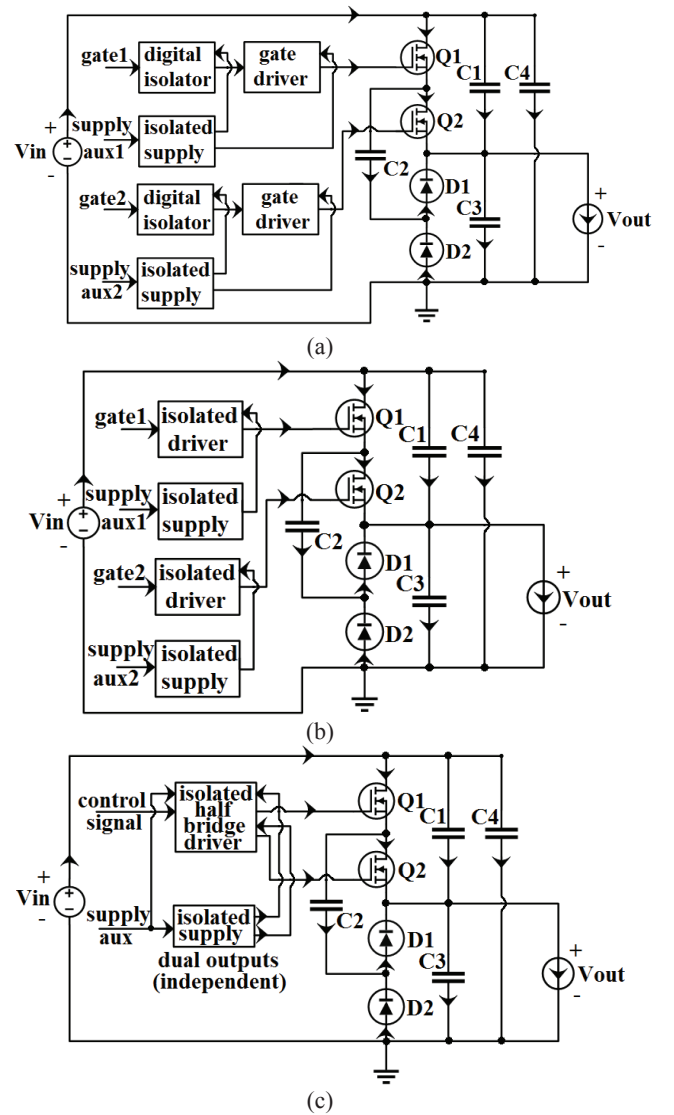 gate1
digital
isolator
gate
driver
Q1
C1
C4
supply
aux1
isolated
supply
Q2
+
Vin
-
C2
gate2
digital
isolator
gate
driver
D1
C3
+
Vout
-
supply
aux2
isolated
supply
D2
(a)
gate1
isolated
driver
Q1
C1
C4
supply
aux1
isolated
supply
Q2
+
Vin
-
C2
gate2
isolated
driver
D1
C3
+
Vout
-
supply
aux2
isolated
supply
D2
(b)
control
signal
isolated
half
bridge
driver
Q1
C1
C4
Q2
+
Vin
-
supply
aux
isolated
supply
dual outputs
(independent)
C2
D1
C3
+
Vout
-
D2
(c)